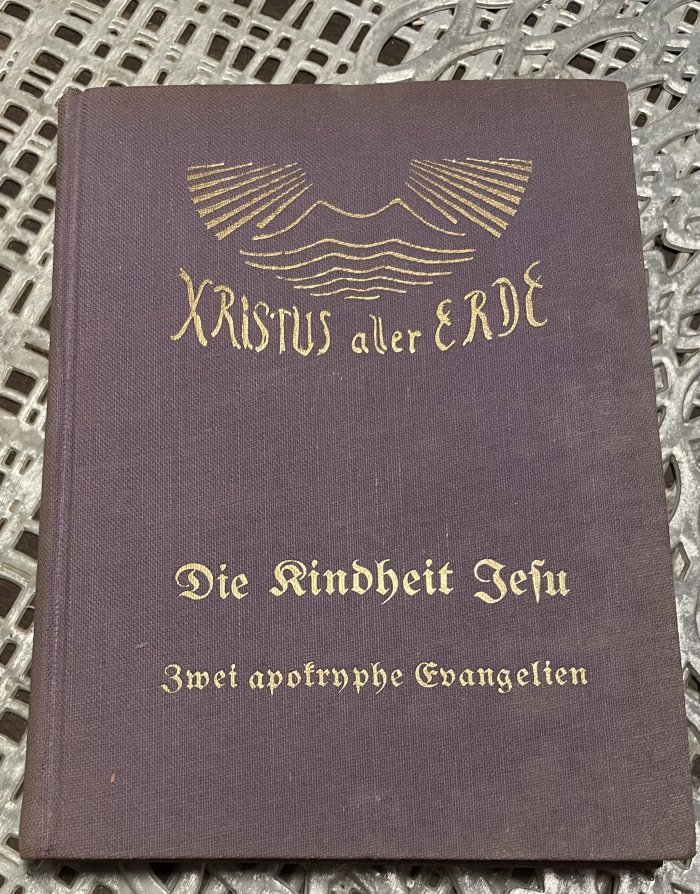 XRISTUS aller ERDE
Die Kindheit Jeſu
Zwei apokryphe Evangelien